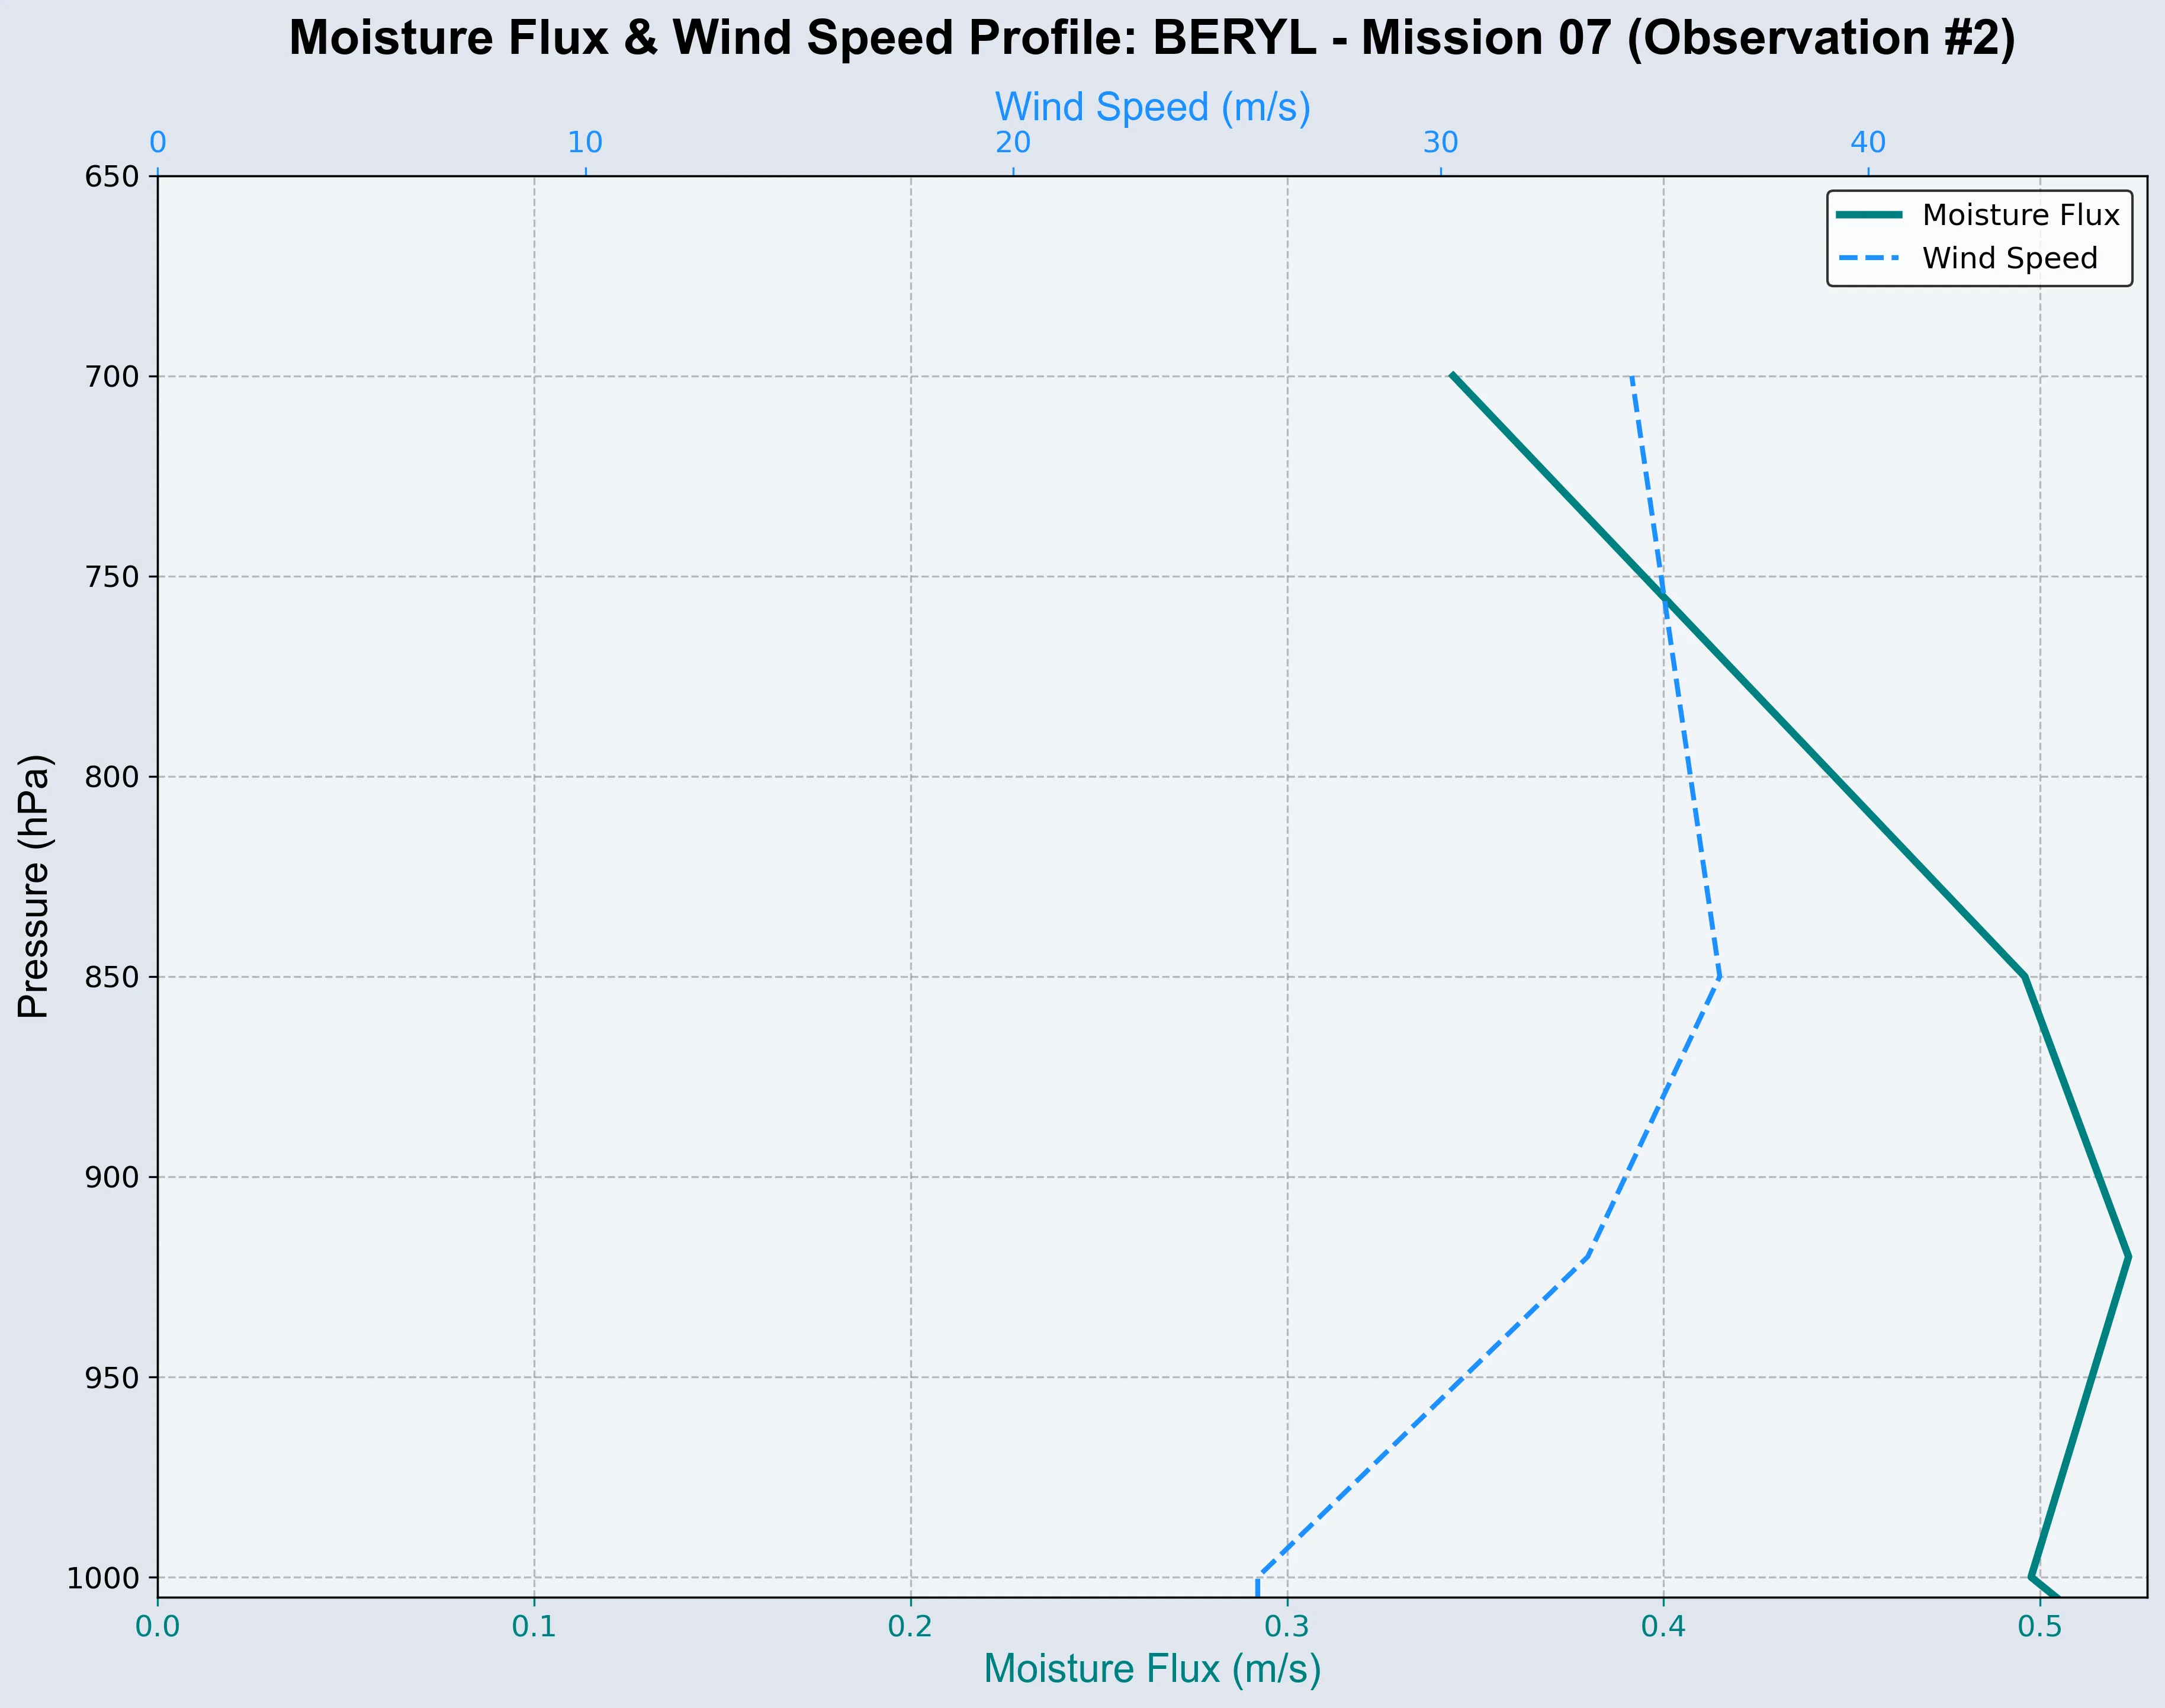 Moisture Flux & Wind Speed Profile: BERYL - Mission 07 (Observation #2)
Wind Speed (m/s)
0 10 20 30 40
Moisture Flux
Wind Speed
650
700
750
800
850
900
950
1000
Pressure (hPa)
0.0 0.1 0.2 0.3 0.4 0.5
Moisture Flux (m/s)